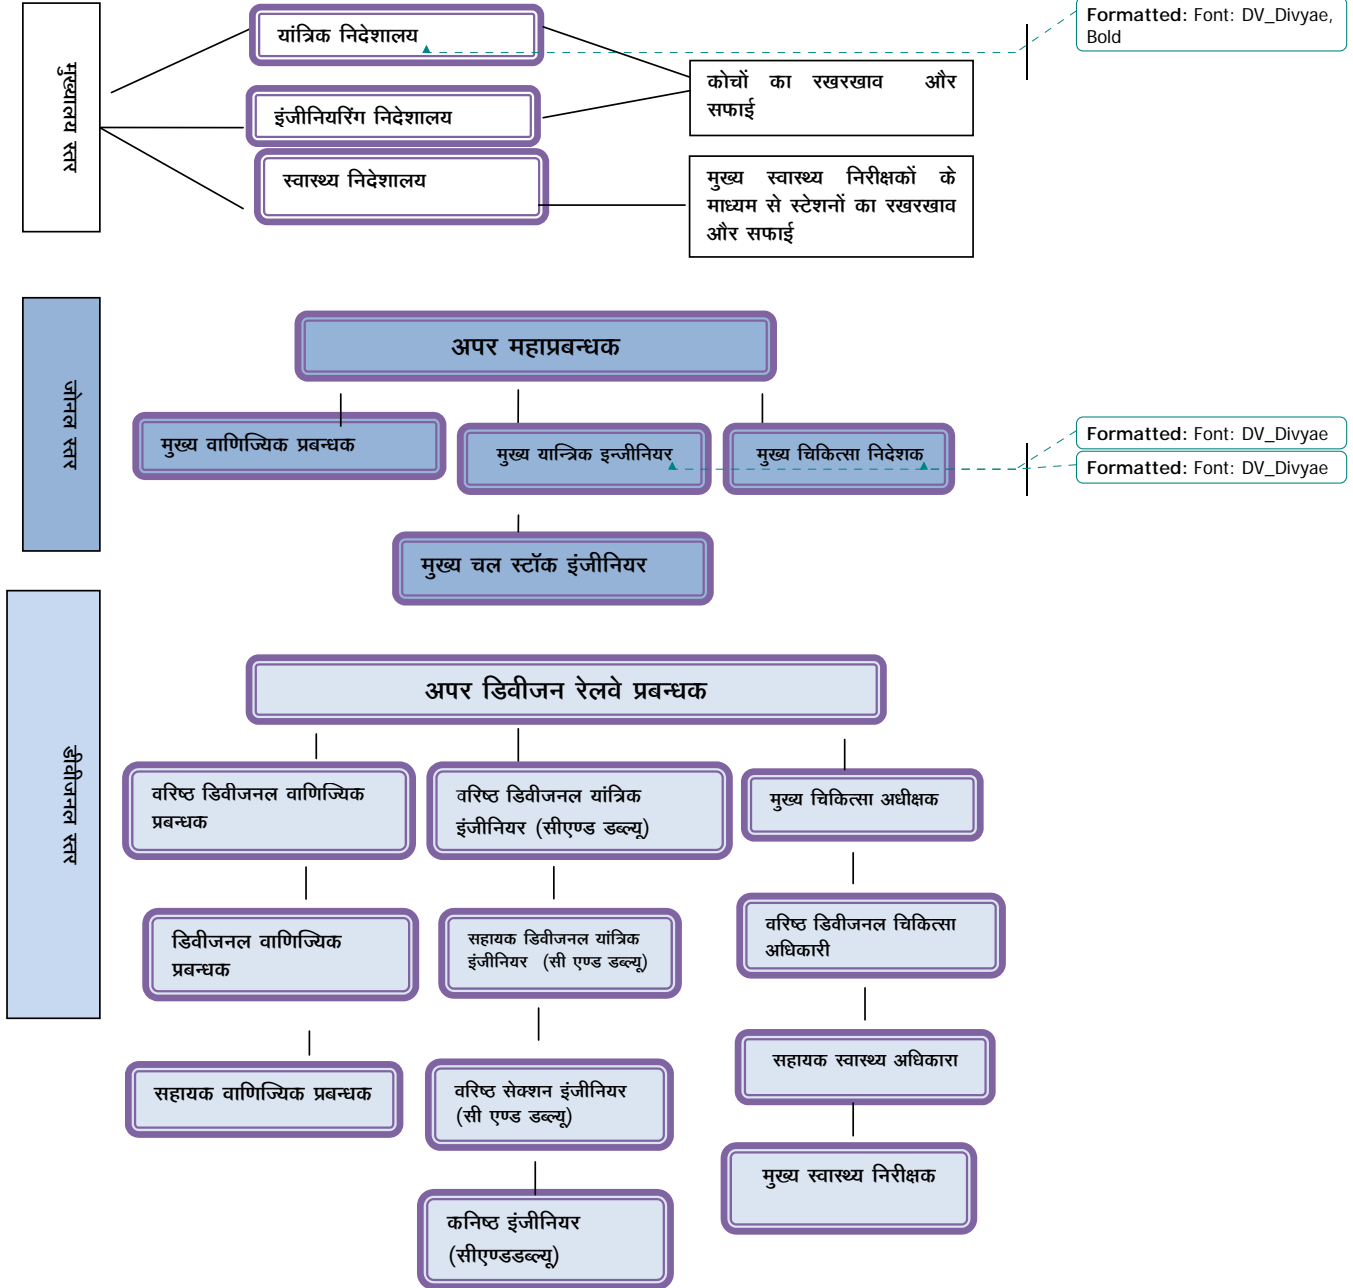 मुख्यालय स्तर
यांत्रिक निदेशालय
इंजीनियरिंग निदेशालय
स्वास्थ्य निदेशालय
कोचों का रखरखाव और
सफाई
मुख्य स्वास्थ्य निरीक्षकों के
माध्यम से स्टेशनों का रखरखाव
और सफाई
Formatted: Font: DV_Divyae,
Bold
जोनल स्तर
अपर महाप्रबन्धक
मुख्य वाणिज्यिक प्रबन्धक
मुख्य यान्त्रिक इन्जीनियर
मुख्य चिकित्सा निदेशक
Formatted: Font: DV_Divyae
Formatted: Font: DV_Divyae
मुख्य चल स्टॉक इंजीनियर
डीवीजनल स्तर
अपर डिवीजन रेलवे प्रबन्धक
वरिष्ठ डिवीजनल वाणिज्यिक
प्रबन्धक
वरिष्ठ डिवीजनल यांत्रिक
इंजीनियर (सीएण्ड डब्ल्यू)
मुख्य चिकित्सा अधीक्षक
डिवीजनल वाणिज्यिक
प्रबन्धक
सहायक डिवीजनल यांत्रिक
इंजीनियर (सी एण्ड डब्ल्यू)
वरिष्ठ डिवीजनल चिकित्सा
अधिकारी
सहायक वाणिज्यिक प्रबन्धक
वरिष्ठ सेक्शन इंजीनियर
(सी एण्ड डब्ल्यू)
सहायक स्वास्थ्य अधिकारा
मुख्य स्वास्थ्य निरीक्षक
कनिष्ठ इंजीनियर
(सीएण्डडब्ल्यू)